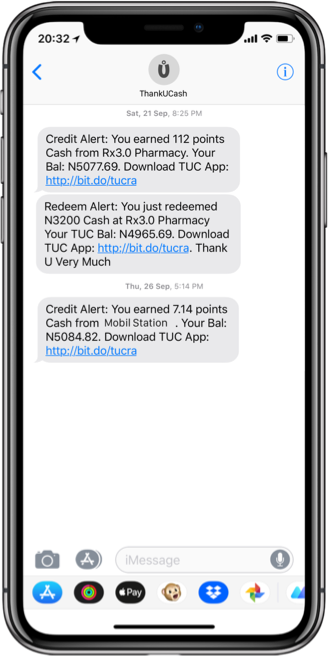 20:32
ThankUCash
Sat, 21 Sep, 8:25 PM
Credit Alert: You earned 112 points
Cash from Rx3.0 Pharmacy. Your
Bal: N5077.69. Download TUC App:
http://bit.do/tucra
Redeem Alert: You just redeemed
N3200 Cash at Rx3.0 Pharmacy
Your TUC Bal: N4965.69. Download
TUC App: http://bit.do/tucra. Thank
U Very Much
Thu, 26 Sep, 5:14 PM
Credit Alert: You earned 7.14 points
Cash from Mobil Station . Your Bal:
N5084.82. Download TUC App:
http://bit.do/tucra
iMessage
Pay